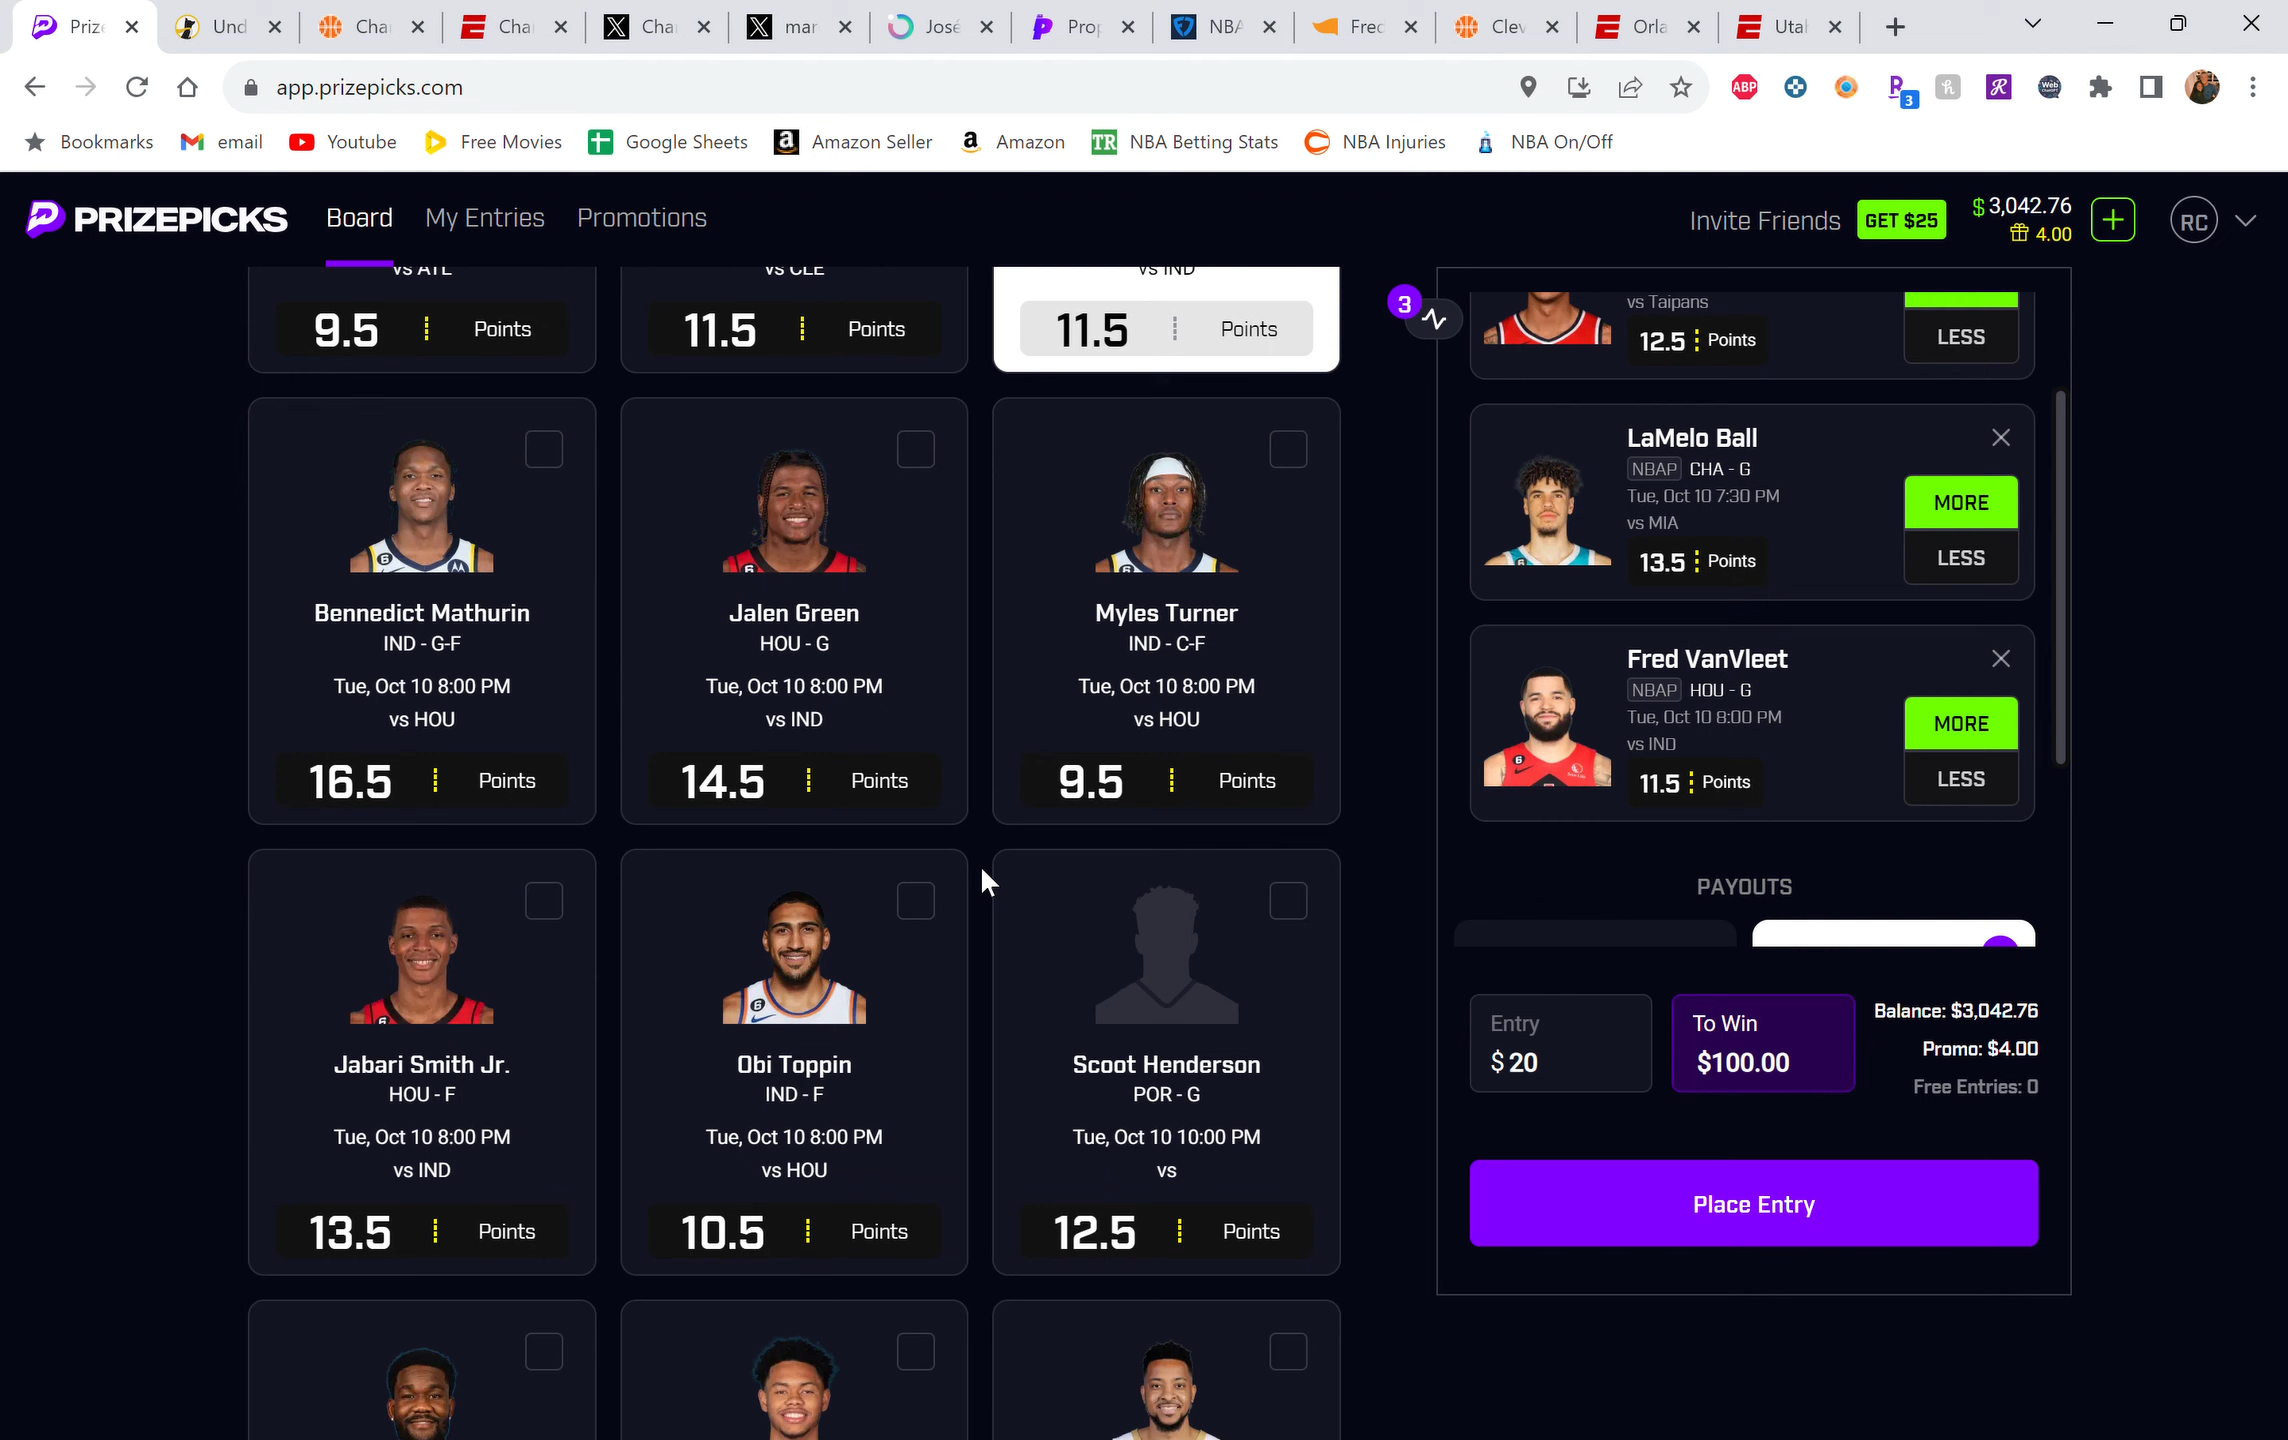 Prize
Und
Cha
Cha
Cha
mar
José
Prop
NBA
Frec
Clev
Orla
Utal
app.prizepicks.com
ABP
3
Web
Bookmarks
email
Youtube
Free Movies
Google Sheets
Amazon Seller
Amazon
TR NBA Betting Stats
NBA Injuries
NBA On/Off
PRIZEPICKS
Board
My Entries
Promotions
Invite Friends
GET $25
$ 3,042.76
4.00
RC
vs ATL
vs CLE
vs IND
9.5 Points
11.5 Points
11.5 Points
Bennedict Mathurin
IND - G-F
Tue, Oct 10 8:00 PM
vs HOU
16.5 Points
Jalen Green
HOU - G
Tue, Oct 10 8:00 PM
vs IND
14.5 Points
Myles Turner
IND - C-F
Tue, Oct 10 8:00 PM
vs HOU
9.5 Points
Jabari Smith Jr.
HOU - F
Tue, Oct 10 8:00 PM
vs IND
13.5 Points
Obi Toppin
IND - F
Tue, Oct 10 8:00 PM
vs HOU
10.5 Points
Scoot Henderson
POR - G
Tue, Oct 10 10:00 PM
vs
12.5 Points
3
vs Taipans
12.5 Points
LESS
LaMelo Ball
NBAP CHA - G
Tue, Oct 10 7:30 PM
vs MIA
13.5 Points
MORE
LESS
Fred VanVleet
NBAP HOU - G
Tue, Oct 10 8:00 PM
vs IND
11.5 Points
MORE
LESS
PAYOUTS
Entry
$ 20
To Win
$100.00
Balance: $3,042.76
Promo: $4.00
Free Entries: 0
Place Entry